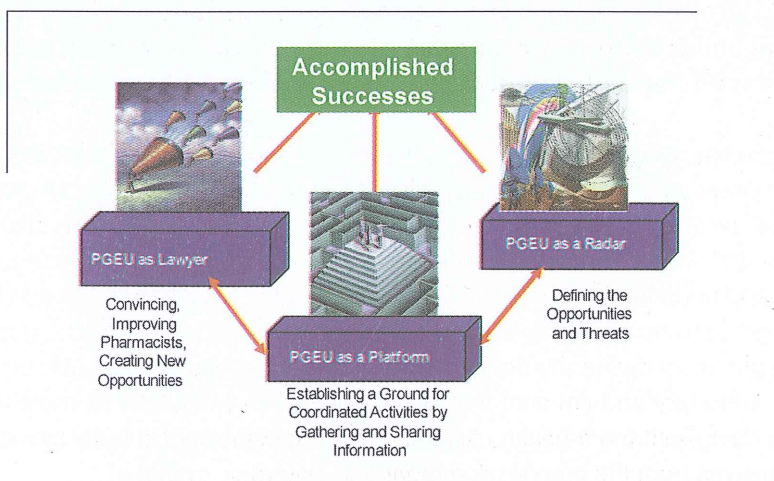 Accomplished
Successes
PGEU as Lawyer
Convincing,
Improving
Pharmacists,
Creating New
Opportunities
PGEU as a Platform
Establishing a Ground for
Coordinated Activities by
Gathering and Sharing
Information
PGEU as a Radar
Defining the
Opportunities
and Threats